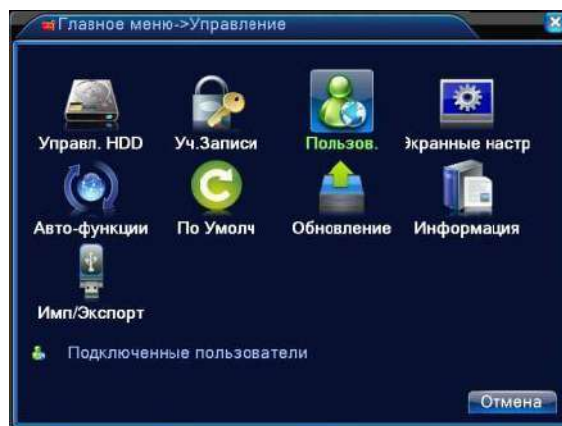 Главное меню->Управление
Управл. HDD Уч.Записи Пользов. Экранные настр
Авто-функции По Умолч Обновление Информация
Имп/Экспорт
Подключенные пользователи
Отмена